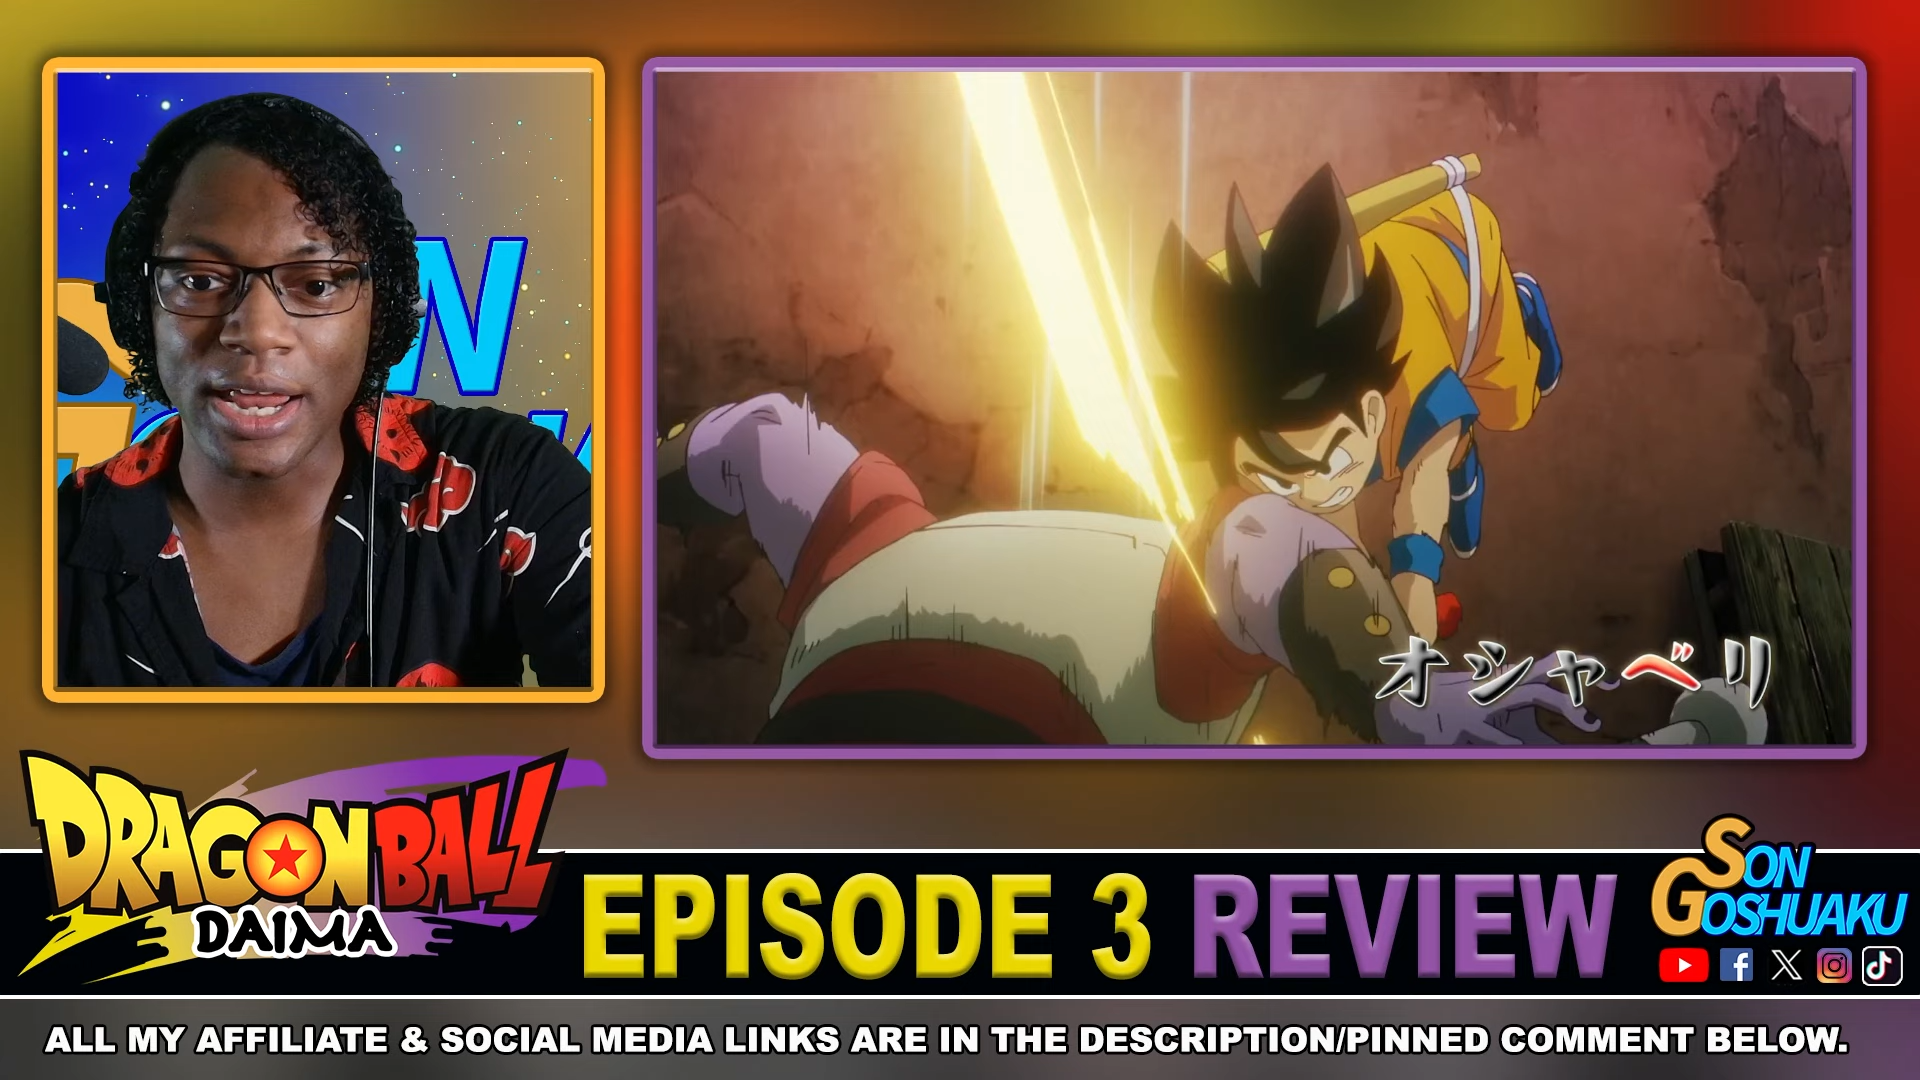 オシャベリ
DRAGON BALL
DAIMA
EPISODE 3 REVIEW
SON
GOSHUAKU
ALL MY AFFILIATE & SOCIAL MEDIA LINKS ARE IN THE DESCRIPTION/PINNED COMMENT BELOW.